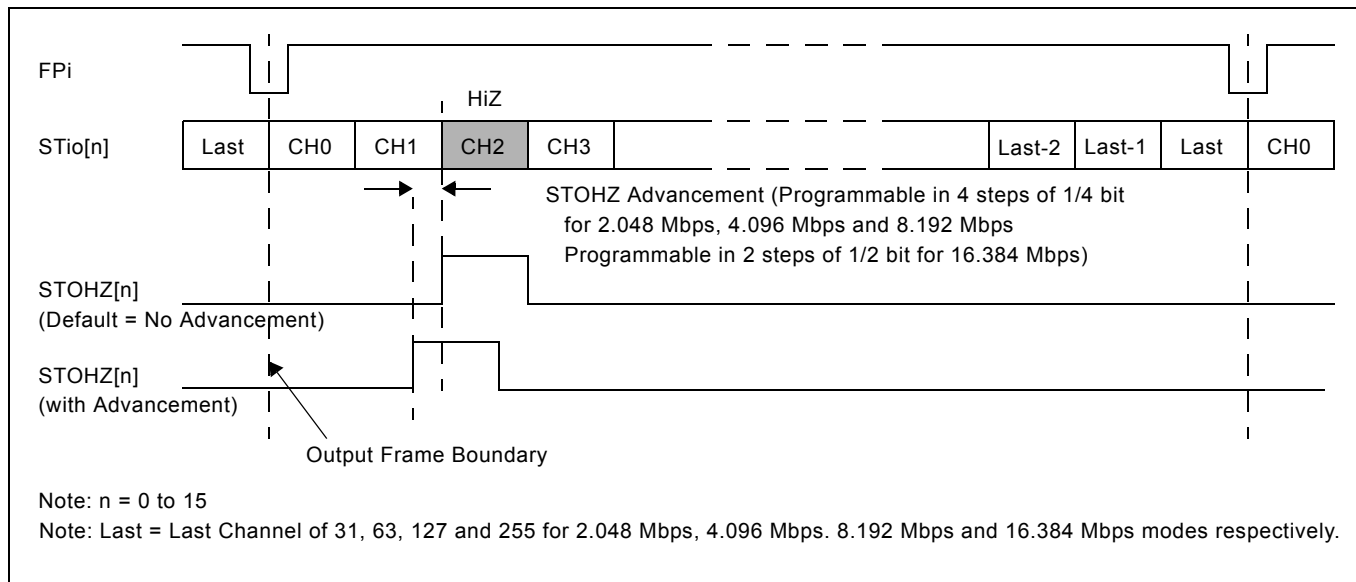 FPi
HiZ
STio[n]
Last CH0 CH1 CH2 CH3 Last-2 Last-1 Last CH0
STOHZ Advancement (Programmable in 4 steps of 1/4 bit
for 2.048 Mbps, 4.096 Mbps and 8.192 Mbps
Programmable in 2 steps of 1/2 bit for 16.384 Mbps)
STOHZ[n]
(Default = No Advancement)
STOHZ[n]
(with Advancement)
Output Frame Boundary
Note: n = 0 to 15
Note: Last = Last Channel of 31, 63, 127 and 255 for 2.048 Mbps, 4.096 Mbps. 8.192 Mbps and 16.384 Mbps modes respectively.